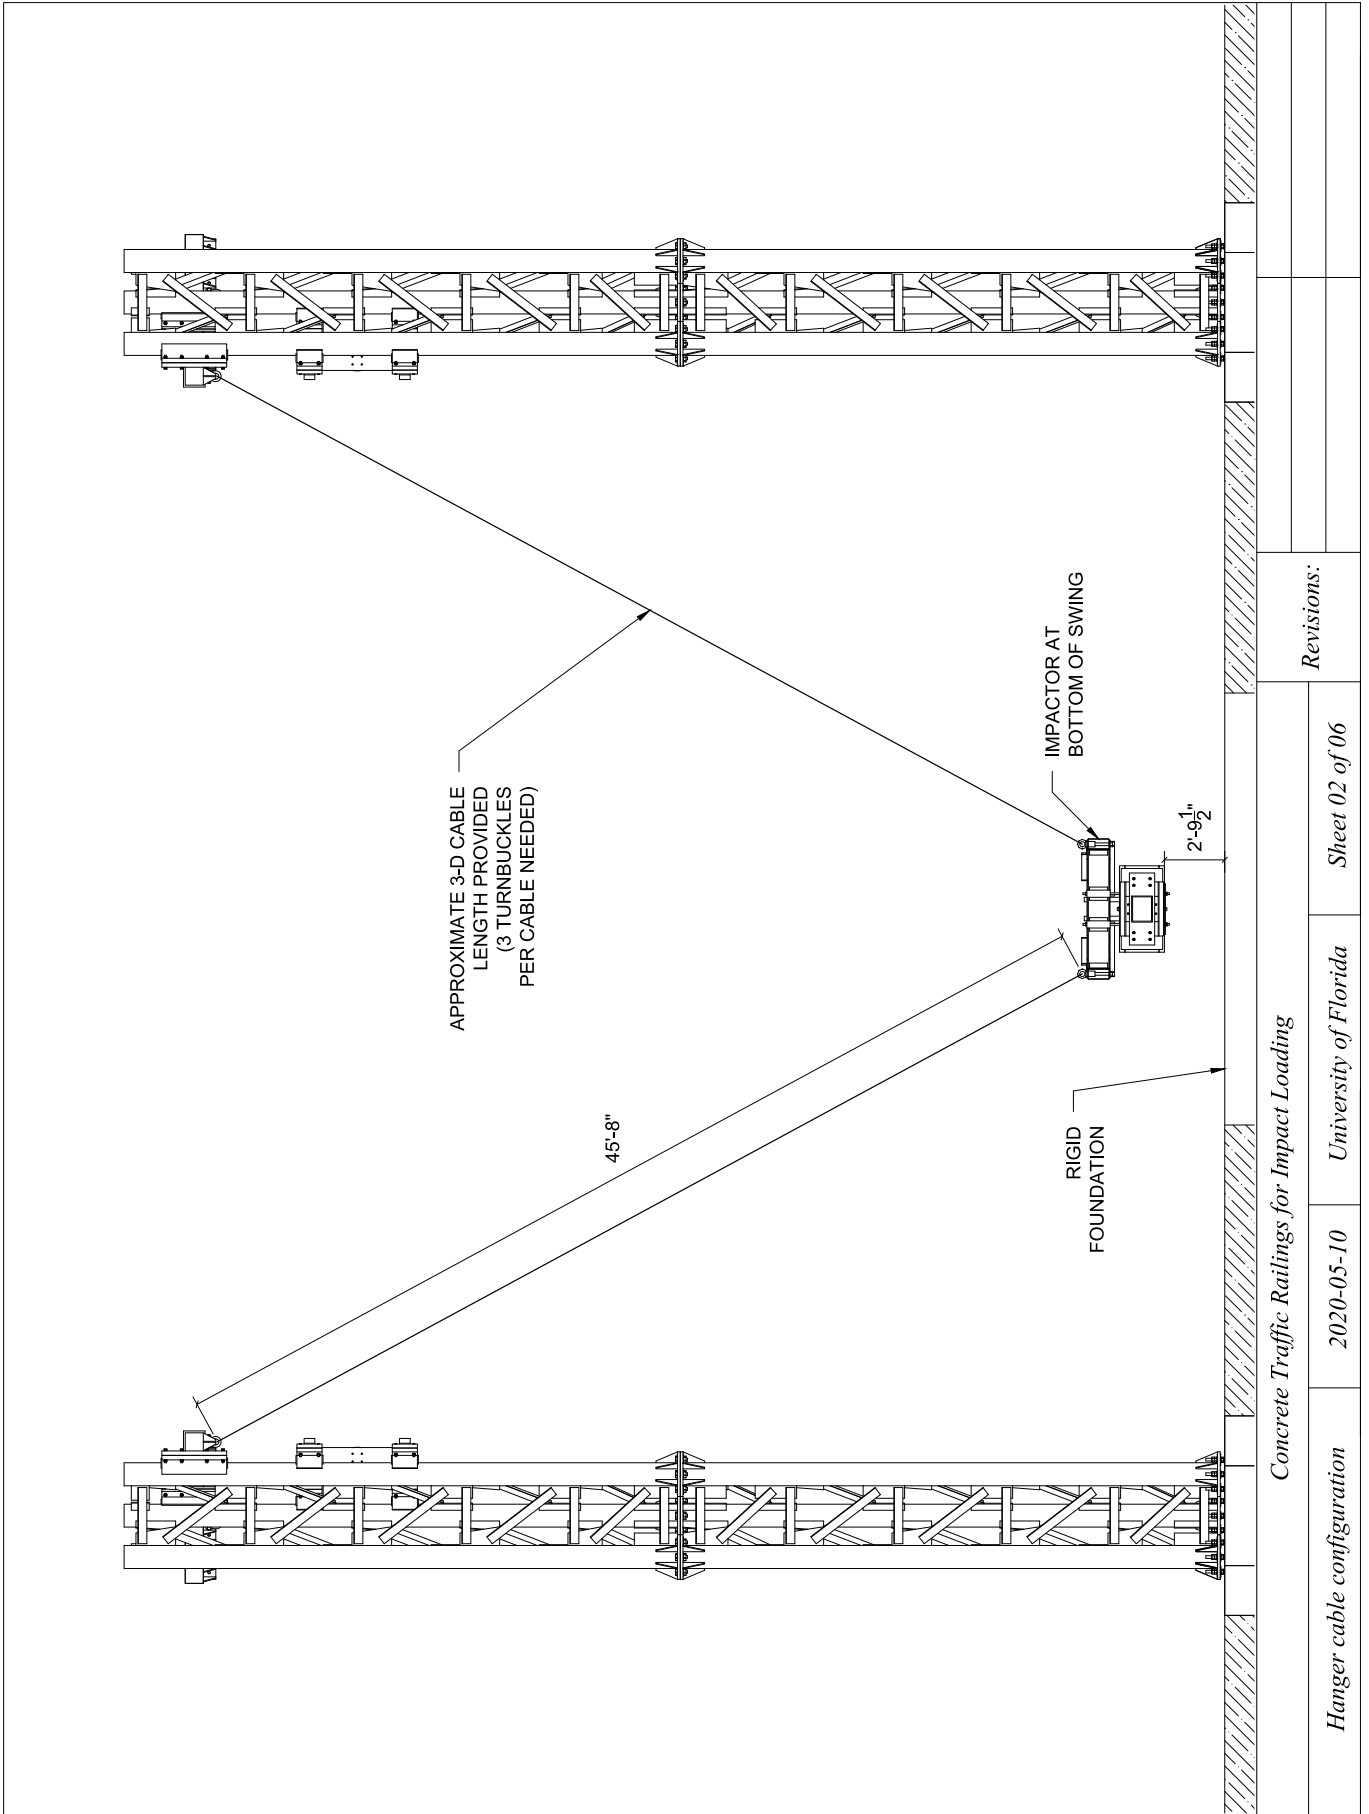 45'-8"
APPROXIMATE 3-D CABLE
LENGTH PROVIDED
(3 TURNBUCKLES
PER CABLE NEEDED)
RIGID
FOUNDATION
IMPACTOR AT
BOTTOM OF SWING
2'-9 1/2"
Concrete Traffic Railings for Impact Loading
Revisions:
Hanger cable configuration
2020-05-10
University of Florida
Sheet 02 of 06